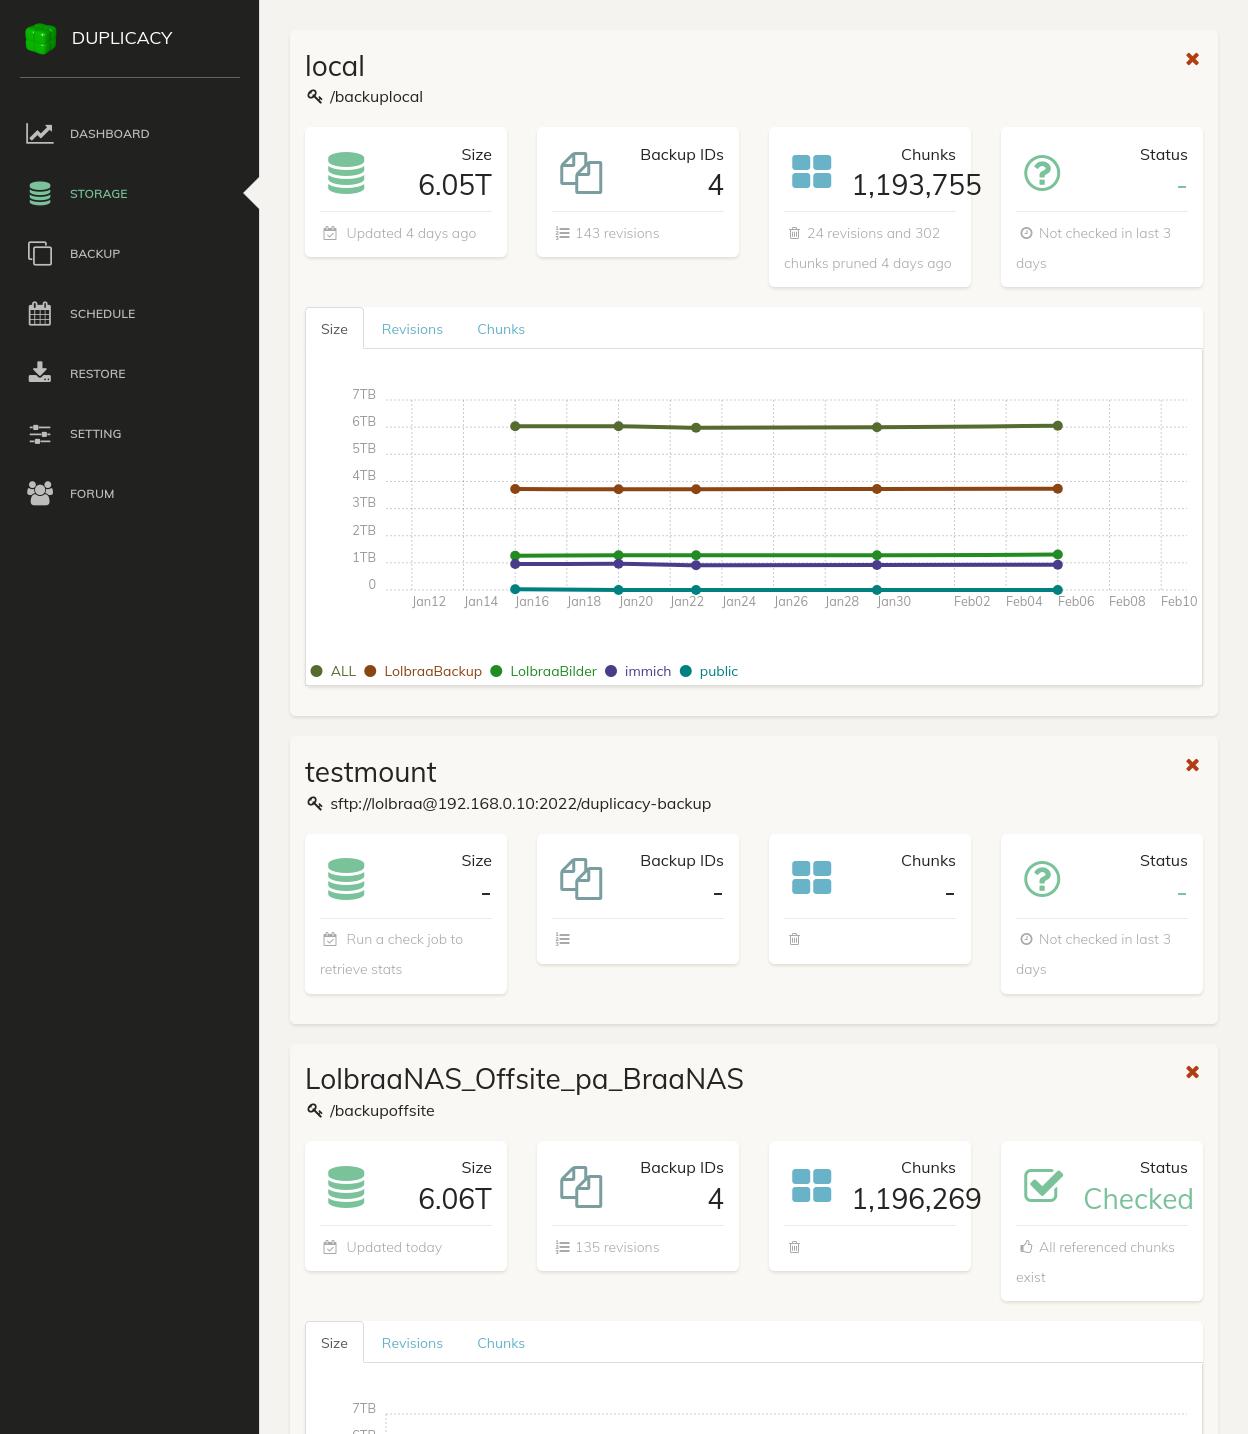 DUPLICACY
DASHBOARD
STORAGE
BACKUP
SCHEDULE
RESTORE
SETTING
FORUM
local
/backuplocal
Size
6.05T
Updated 4 days ago
Backup IDs
4
143 revisions
Chunks
1,193,755
24 revisions and 302
chunks pruned 4 days ago
Status
-
Not checked in last 3
days
Size Revisions Chunks
7TB
6TB
5TB
4TB
3TB
2TB
1TB
0
Jan12 Jan14 Jan16 Jan18 Jan20 Jan22 Jan24 Jan26 Jan28 Jan30 Feb02 Feb04 Feb06 Feb08 Feb10
ALL LolbraaBackup LolbraaBilder immich public
testmount
sftp://lolbraa@192.168.0.10:2022/duplicacy-backup
Size
-
Run a check job to
retrieve stats
Backup IDs
-
Chunks
-
Status
-
Not checked in last 3
days
LolbraaNAS_Offsite_pa_BraaNAS
/backupoffsite
Size
6.06T
Updated today
Backup IDs
4
135 revisions
Chunks
1,196,269
Status
Checked
All referenced chunks
exist
Size Revisions Chunks
7TB
6TB